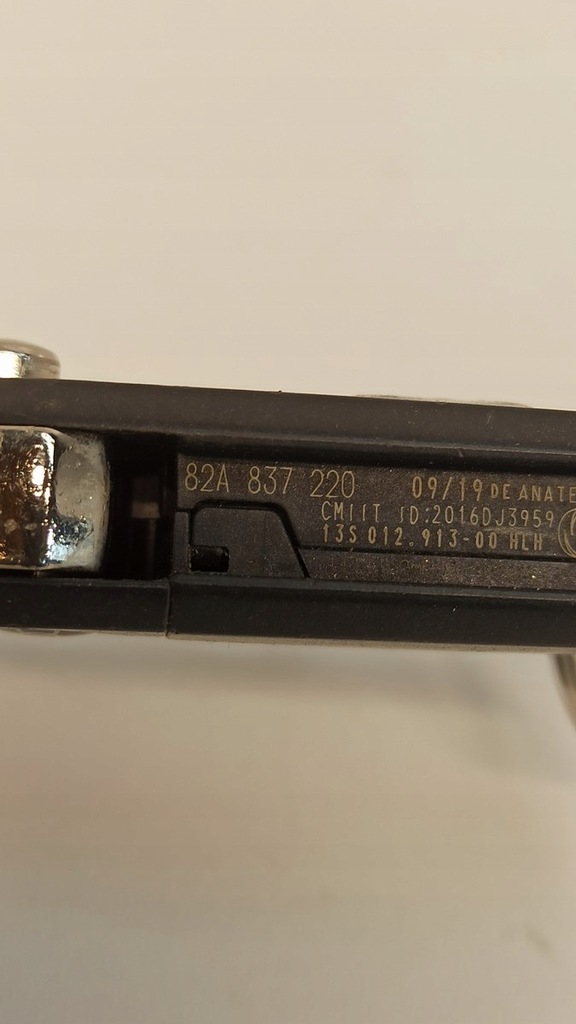 82A 837 220 09/19 DE ANATE
CMIIT ID:2016DJ3959
13S 012.913-00 HLH